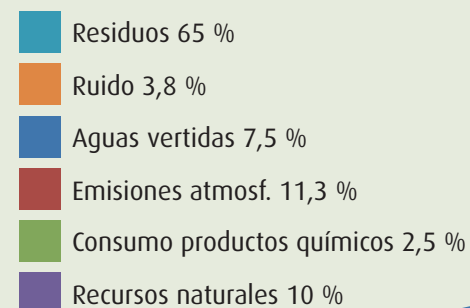 Residuos 65 %
Ruido 3,8 %
Aguas vertidas 7,5 %
Emisiones atmosf. 11,3 %
Consumo productos químicos 2,5 %
Recursos naturales 10 %